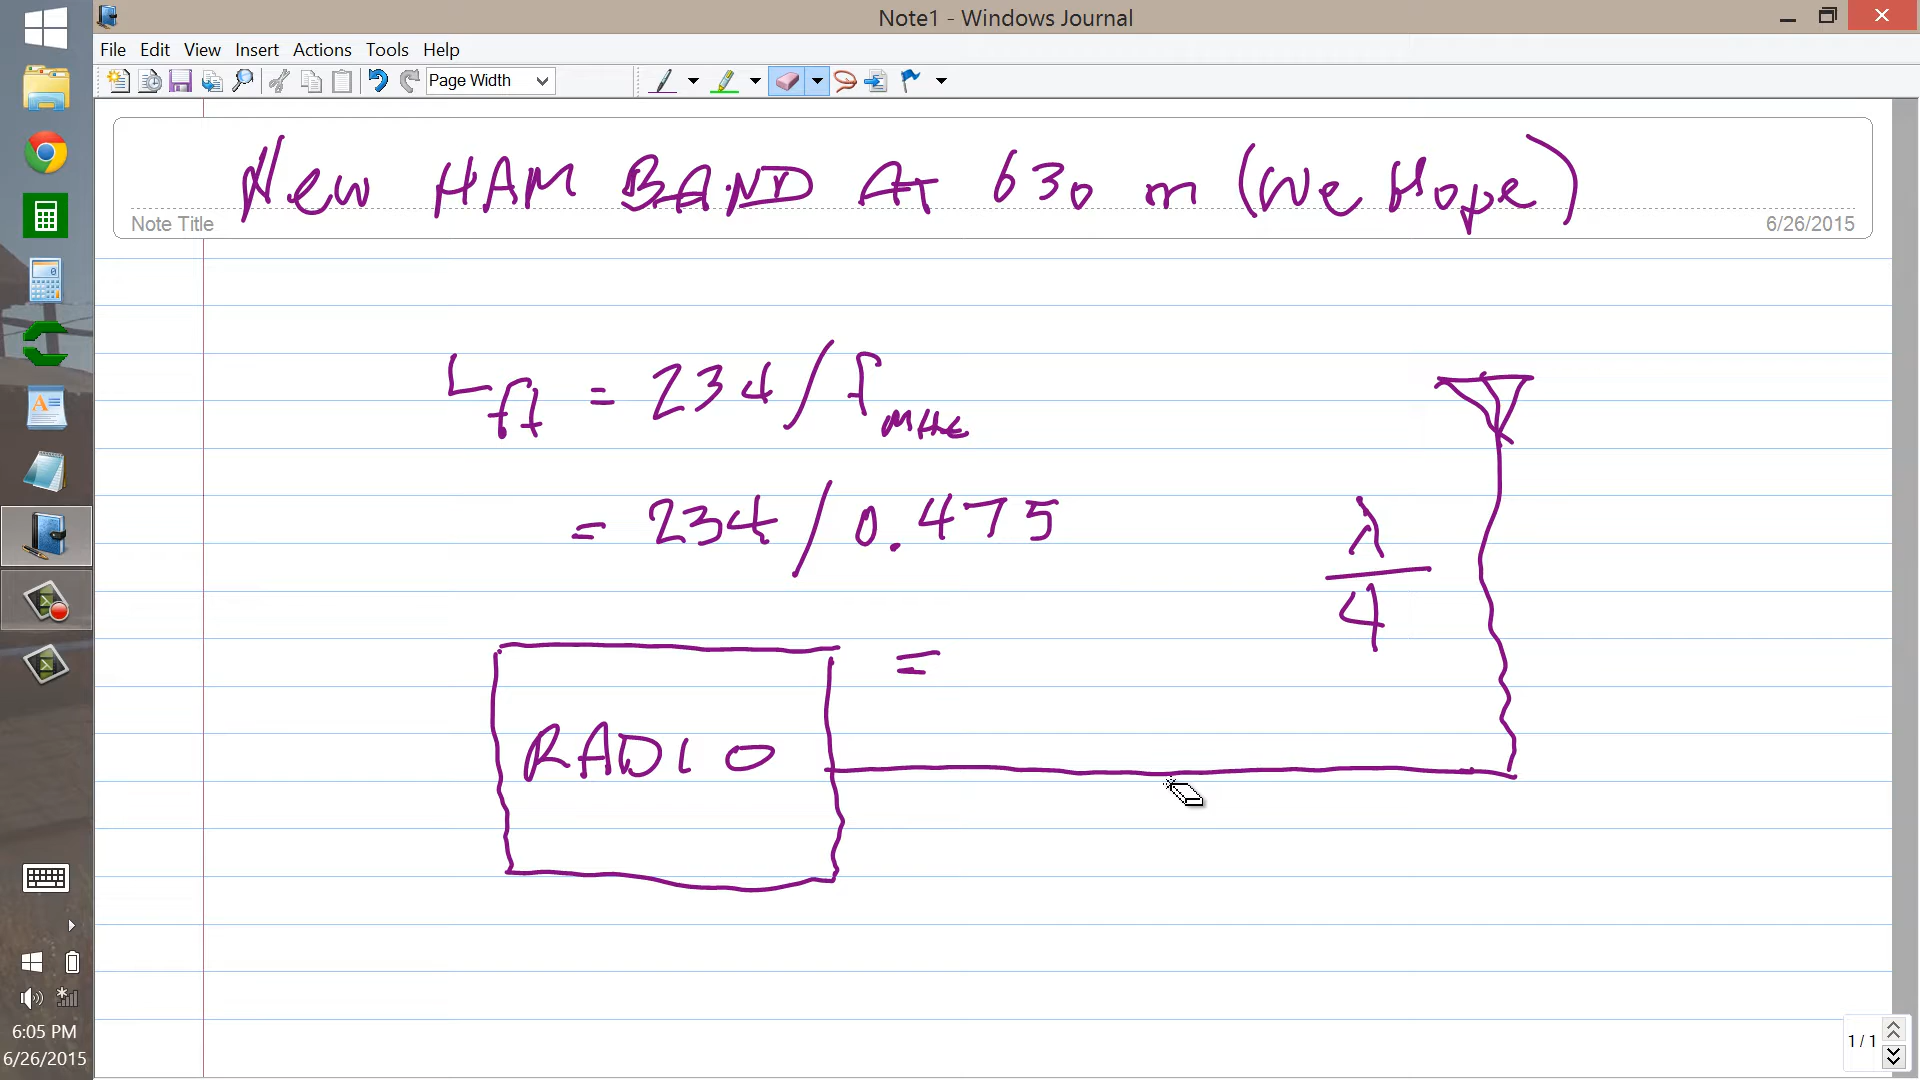 Note1 - Windows Journal
File Edit View Insert Actions Tools Help
Page Width
New HAM BAND AT 630 m (We Hope)
Note Title
6/26/2015
L ft = 234 / f MHz
= 234 / 0.475
λ
4
=
RADIO
6:05 PM
6/26/2015
1 / 1